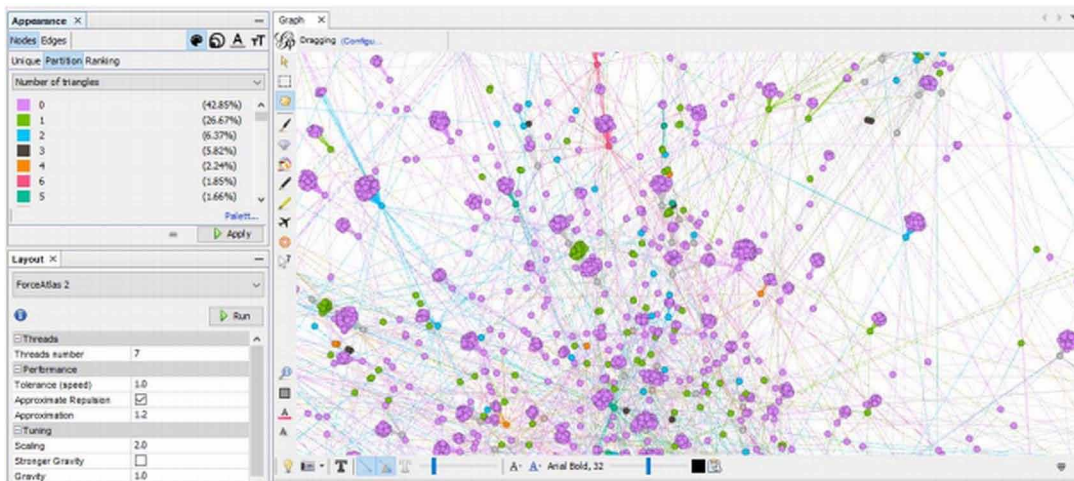 Appearance
Nodes Edges
Unique Partition Ranking
Number of triangles
0 (42.85%)
1 (26.67%)
2 (6.37%)
3 (5.82%)
4 (2.24%)
6 (1.85%)
5 (1.66%)
Palett...
Apply
Layout
ForceAtlas 2
Run
Threads
Threads number 7
Performance
Tolerance (speed) 1.0
Approximate Repulsion
Approximation 1.2
Tuning
Scaling 2.0
Stronger Gravity
Gravity 1.0
Graph
Dragging (Configu...
Arial Bold, 32